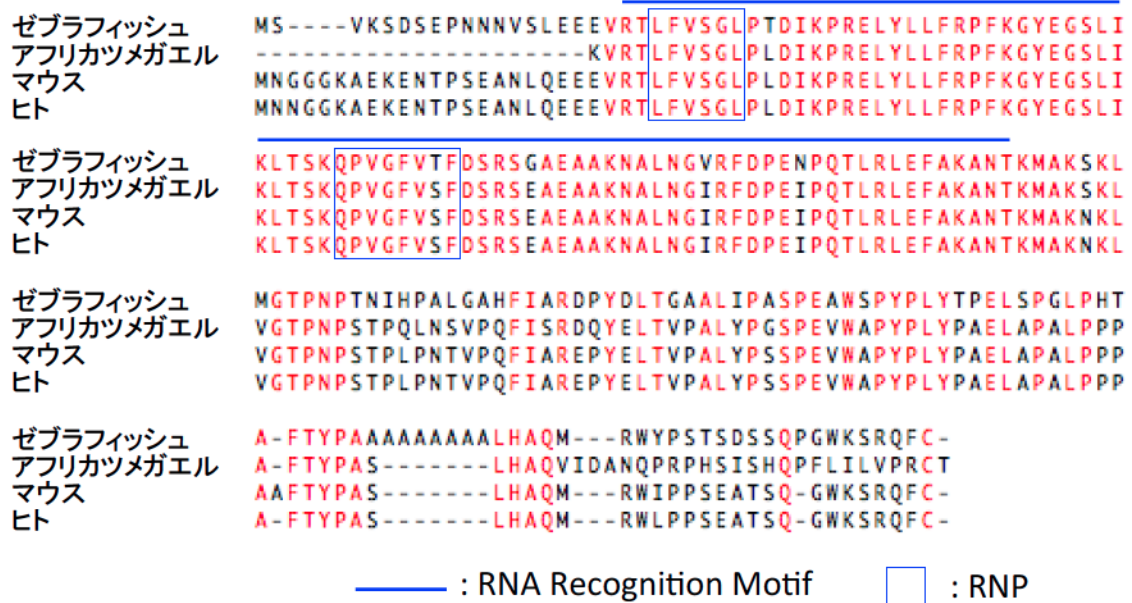 ゼブラフィッシュ MS----VKSDSEPNNNVSLEEEVRTLFVSGLPTDIKPRELYLLFRPFKGYEGSLI
アフリカツメガエル ---------------------KVRTLFVSGLPLDIKPRELYLLFRPFKGYEGSLI
マウス MNGGGKAEKENTPSEANLQEEEVRTLFVSGLPLDIKPRELYLLFRPFKGYEGSLI
ヒト MNNGGKAEKENTPSEANLQEEEVRTLFVSGLPLDIKPRELYLLFRPFKGYEGSLI
ゼブラフィッシュ KLTSKQPVGFVTFDSRSGAEAAKNALNGVRFDPENPQTLRLEFAKANTKMAKSKL
アフリカツメガエル KLTSKQPVGFVSFDSRSEAEAAKNALNGIRFDPEIPQTLRLEFAKANTKMAKSKL
マウス KLTSKQPVGFVSFDSRSEAEAAKNALNGIRFDPEIPQTLRLEFAKANTKMAKNKL
ヒト KLTSKQPVGFVSFDSRSEAEAAKNALNGIRFDPEIPQTLRLEFAKANTKMAKNKL
ゼブラフィッシュ MGTPNPTNIHPALGAHFIARDPYDLTGAALIPASPEAWSPYPLYTPELSPGLPHT
アフリカツメガエル VGTPNPSTPQLNSVPQFISRDQYELTVPALYPGSPEVWAPYPLYPAELAPALPPP
マウス VGTPNPSTPLPNTVPQFIAREPYELTVPALYPSSPEVWAPYPLYPAELAPALPPP
ヒト VGTPNPSTPLPNTVPQFIAREPYELTVPALYPSSPEVWAPYPLYPAELAPALPPP
ゼブラフィッシュ A-FTYPAAAAAAAALHAQM---RWYPSTSDSSQPGWKSRQFC-
アフリカツメガエル A-FTYPAS-------LHAQVIDANQPRPHSISHQPFLILVPRCT
マウス AAFTYPAS-------LHAQM---RWIPPSEATSQ-GWKSRQFC-
ヒト A-FTYPAS-------LHAQM---RWLPPSEATSQ-GWKSRQFC-
: RNA Recognition Motif : RNP